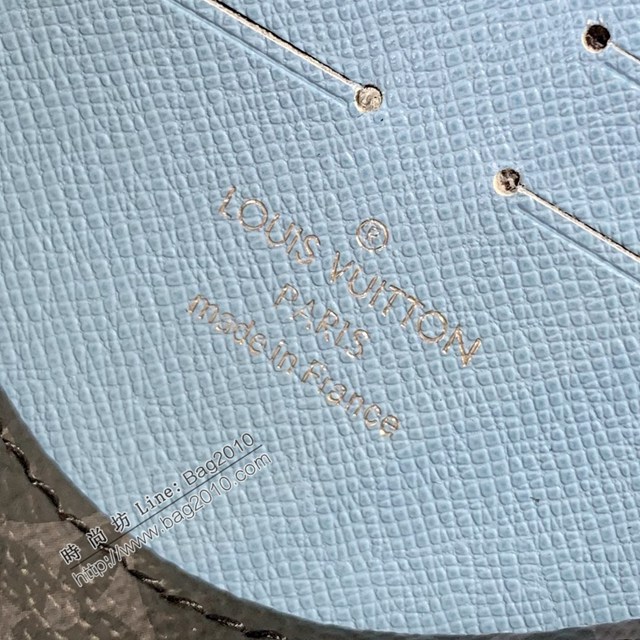 ®
LOUIS VUITTON
PARIS
made in France
時尚坊 Line: Bag2010
http://www.bag2010.com